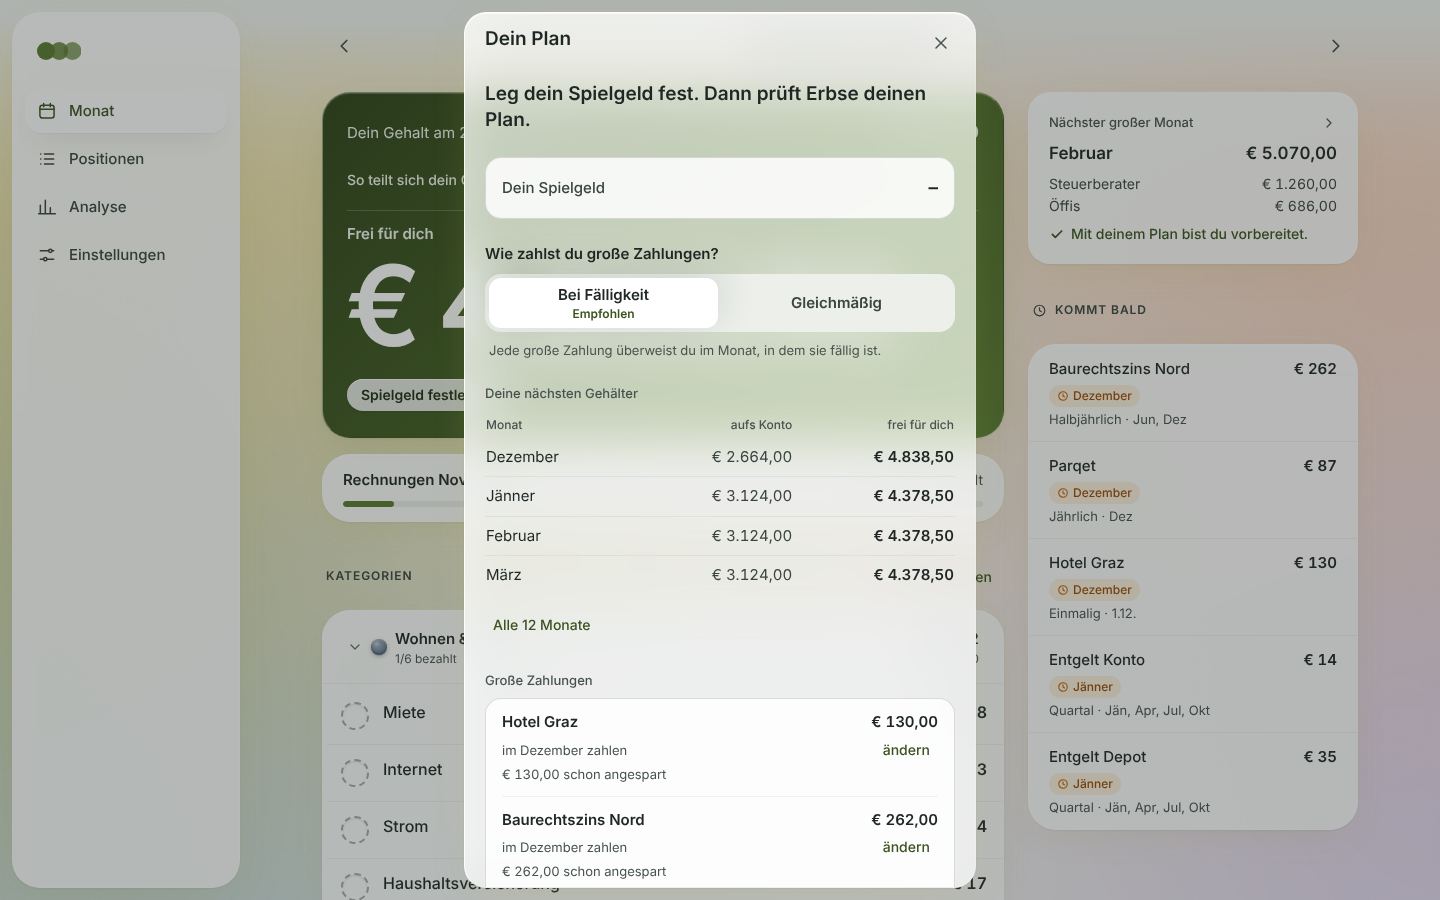 Monat
Positionen
Analyse
Einstellungen
Dein Gehalt am
So teilt sich dein
Frei für dich
€ 4
Spielgeld festle
Rechnungen Nov
KATEGORIEN
en
Wohnen &
1/6 bezahlt
Miete
Internet
Strom
Haushaltsversicherung
8
3
4
17
Dein Plan
Leg dein Spielgeld fest. Dann prüft Erbse deinen
Plan.
Dein Spielgeld –
Wie zahlst du große Zahlungen?
Bei Fälligkeit
Empfohlen
Gleichmäßig
Jede große Zahlung überweist du im Monat, in dem sie fällig ist.
Deine nächsten Gehälter
Monat aufs Konto frei für dich
Dezember € 2.664,00 € 4.838,50
Jänner € 3.124,00 € 4.378,50
Februar € 3.124,00 € 4.378,50
März € 3.124,00 € 4.378,50
Alle 12 Monate
Große Zahlungen
Hotel Graz € 130,00
im Dezember zahlen ändern
€ 130,00 schon angespart
Baurechtszins Nord € 262,00
im Dezember zahlen ändern
€ 262,00 schon angespart
Nächster großer Monat
Februar € 5.070,00
Steuerberater € 1.260,00
Öffis € 686,00
Mit deinem Plan bist du vorbereitet.
KOMMT BALD
Baurechtszins Nord € 262
Dezember
Halbjährlich · Jun, Dez
Parqet € 87
Dezember
Jährlich · Dez
Hotel Graz € 130
Dezember
Einmalig · 1.12.
Entgelt Konto € 14
Jänner
Quartal · Jän, Apr, Jul, Okt
Entgelt Depot € 35
Jänner
Quartal · Jän, Apr, Jul, Okt